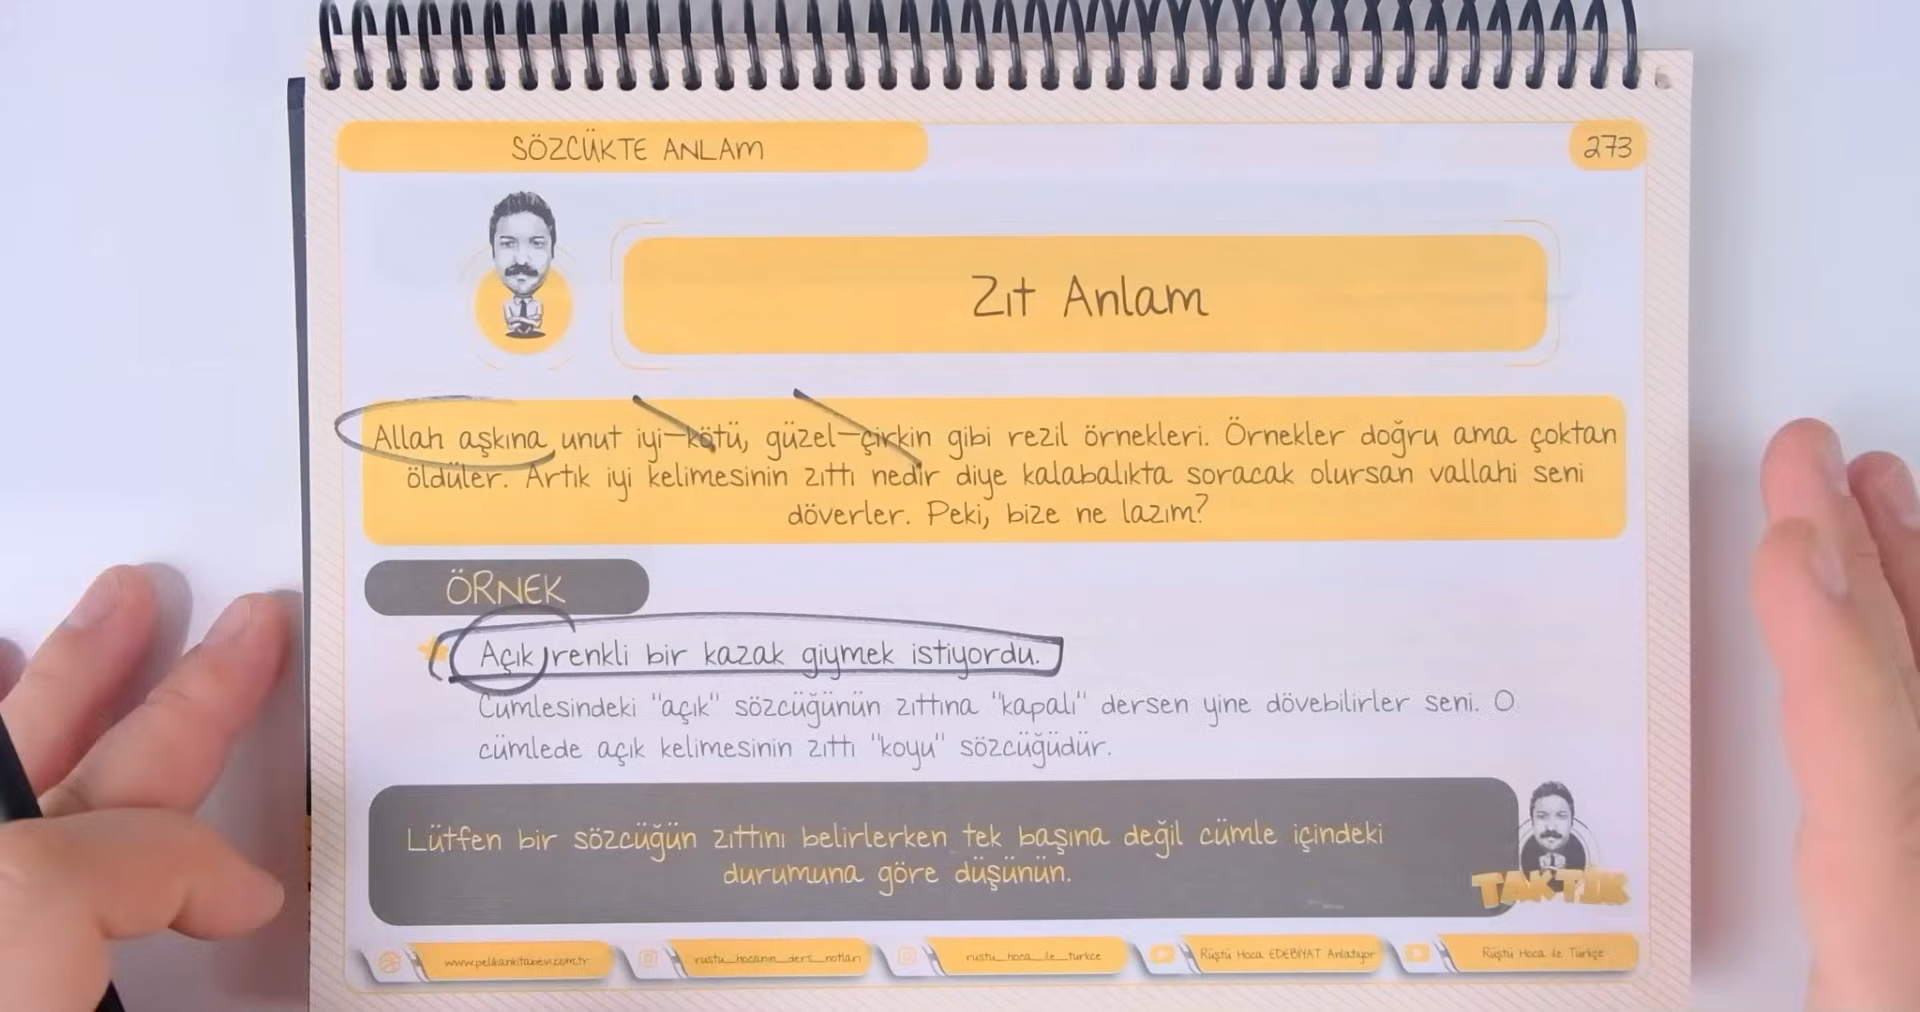 SÖZCÜKTE ANLAM
273
Zıt Anlam
Allah aşkına unut iyi-kötü, güzel-çirkin gibi rezil örnekleri. Örnekler doğru ama çoktan
öldüler. Artık iyi kelimesinin zıttı nedir diye kalabalıkta soracak olursan vallahi seni
döverler. Peki, bize ne lazım?
ÖRNEK
Açık renkli bir kazak giymek istiyordu.
Cümlesindeki "açık" sözcüğünün zıttına "kapalı" dersen yine dövebilirler seni. O
cümlede açık kelimesinin zıttı "koyu" sözcüğüdür.
Lütfen bir sözcüğün zıttını belirlerken tek başına değil cümle içindeki
durumuna göre düşünün.
TAKTİK
www.pelikankitabevi.com.tr
rustu_hocanin_ders_notlari
rustu_hoca_ile_turkce
Rüştü Hoca EDEBİYAT Anlatıyor
Rüştü Hoca ile Türkçe